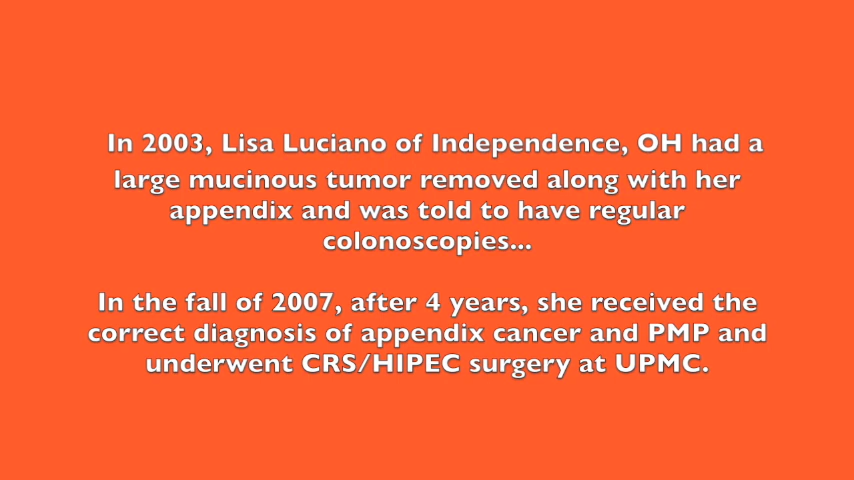 In 2003, Lisa Luciano of Independence, OH had a
large mucinous tumor removed along with her
appendix and was told to have regular
colonoscopies...
In the fall of 2007, after 4 years, she received the
correct diagnosis of appendix cancer and PMP and
underwent CRS/HIPEC surgery at UPMC.